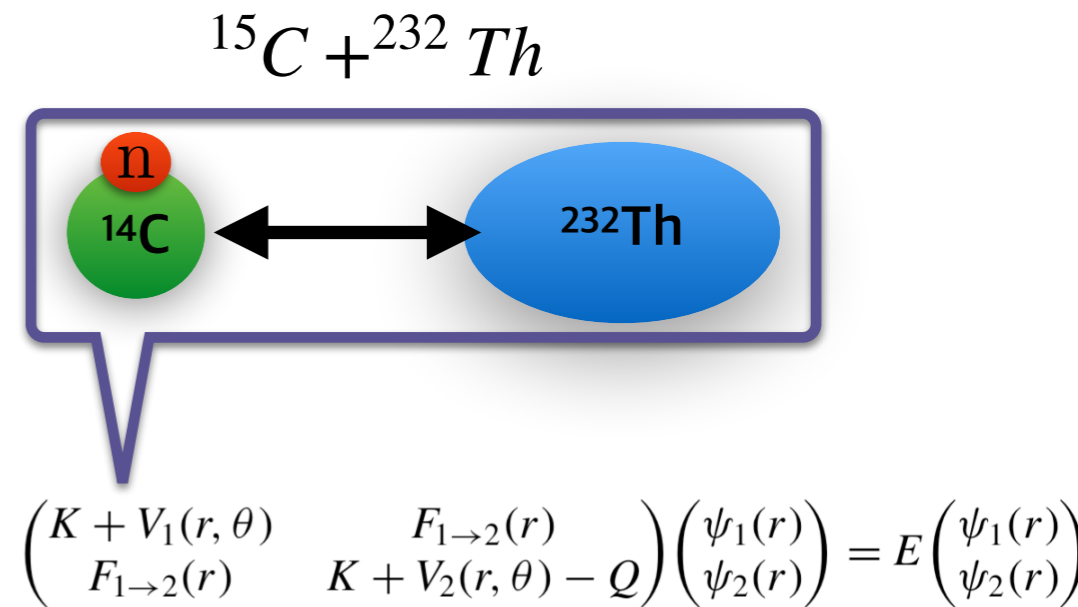 ¹⁵C +²³² Th
n
¹⁴C
²³²Th
(K + V₁(r, θ) F₁→₂(r)) (ψ₁(r)) = E (ψ₁(r))
(F₁→₂(r) K + V₂(r, θ) − Q) (ψ₂(r)) (ψ₂(r))